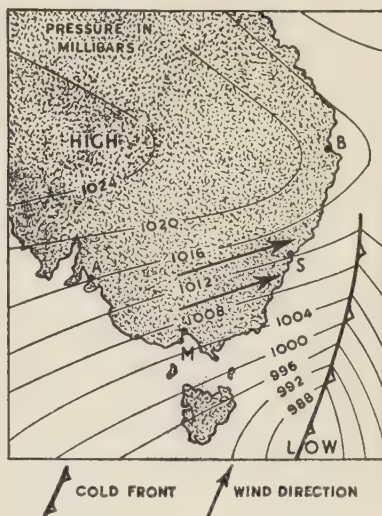 PRESSURE IN
MILLIBARS
HIGH
1024
B
1020
1016
A
1012
S
1008
1004
M
1000
996
992
988
LOW
COLD FRONT
WIND DIRECTION